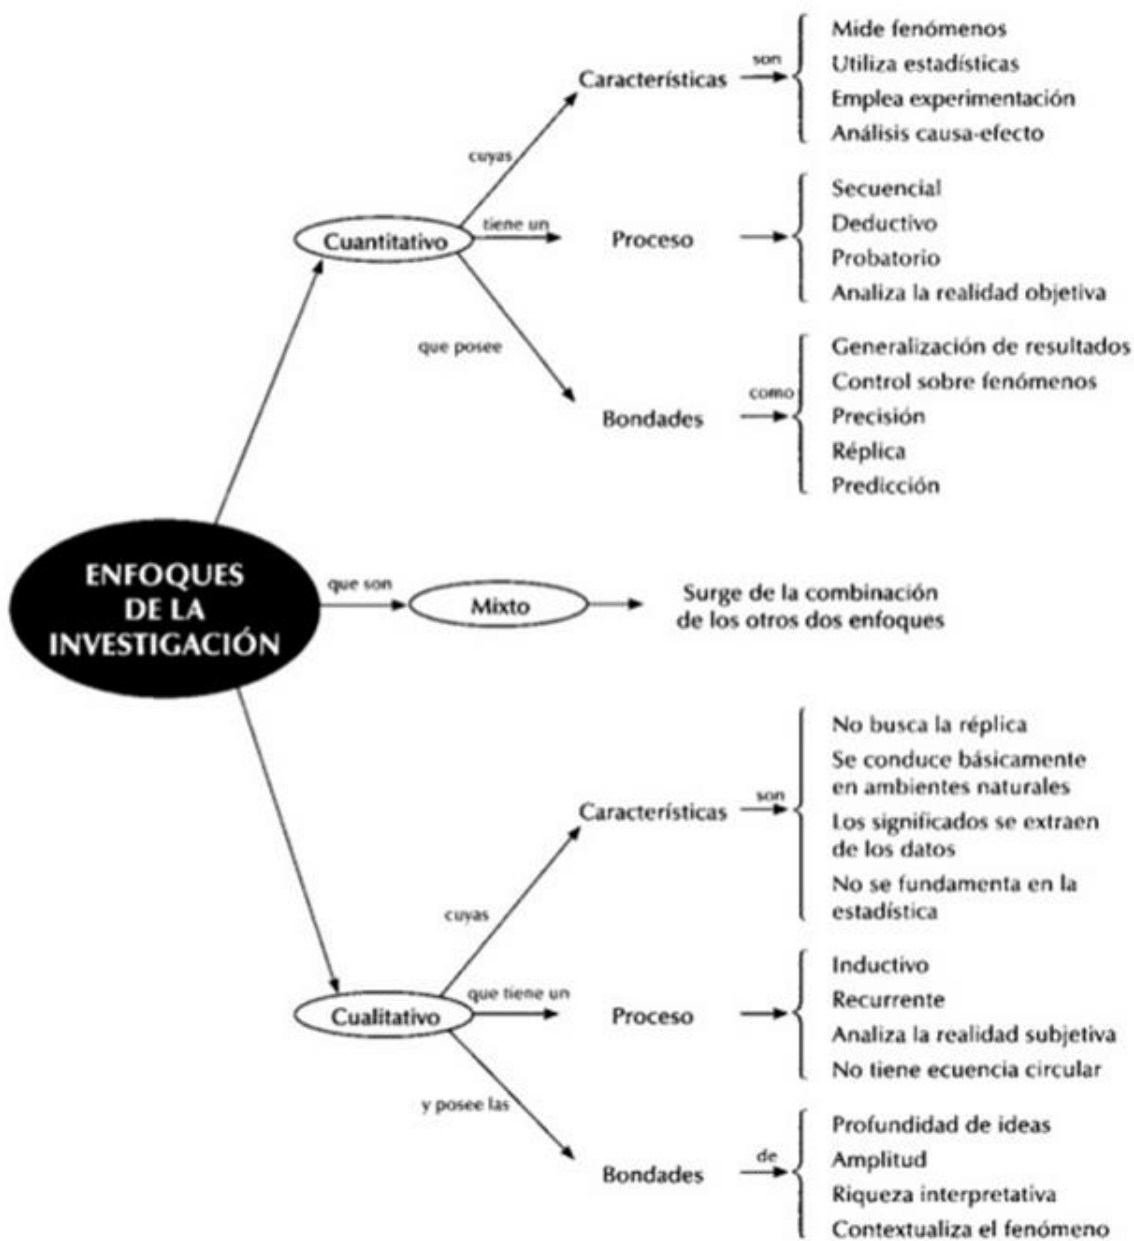 Mide fenómenos
son
Características
Utiliza estadísticas
Emplea experimentación
Análisis causa-efecto
cuyas
Secuencial
tiene un
Deductivo
Cuantitativo
Proceso
Probatorio
Analiza la realidad objetiva
que posee
Generalización de resultados
Control sobre fenómenos
como
Bondades
Precisión
Réplica
Predicción
ENFOQUES
DE LA
INVESTIGACIÓN
que son
Mixto
Surge de la combinación
de los otros dos enfoques
No busca la réplica
Se conduce básicamente
en ambientes naturales
son
Características
Los significados se extraen
de los datos
No se fundamenta en la
estadística
cuyas
Inductivo
que tiene un
Recurrente
Cualitativo
Proceso
Analiza la realidad subjetiva
No tiene ecuencia circular
y posee las
Profundidad de ideas
de
Amplitud
Bondades
Riqueza interpretativa
Contextualiza el fenómeno